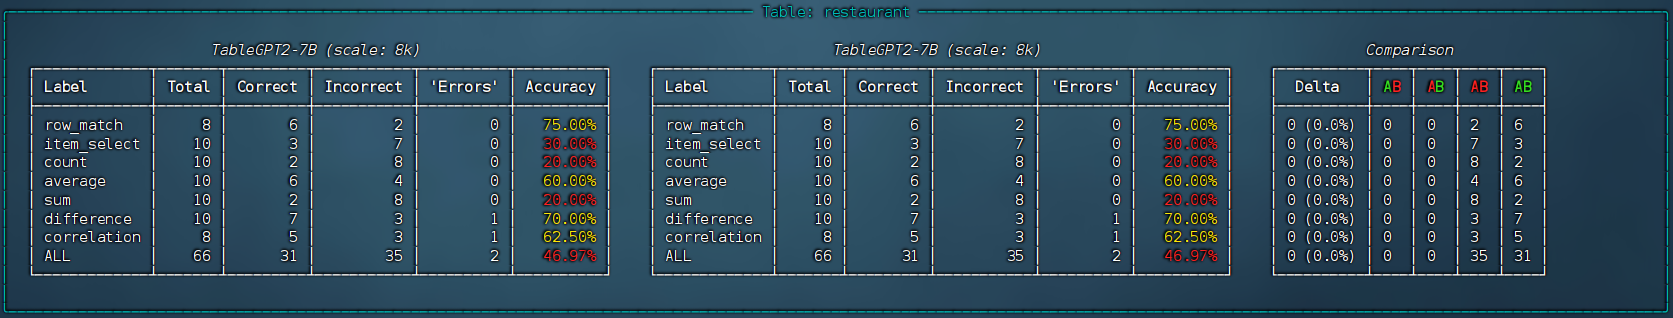 Table: restaurant
TableGPT2-7B (scale: 8k) TableGPT2-7B (scale: 8k) Comparison
Label Total Correct Incorrect 'Errors' Accuracy Label Total Correct Incorrect 'Errors' Accuracy Delta AB AB AB AB
row_match 8 6 2 0 75.00% row_match 8 6 2 0 75.00% 0 (0.0%) 0 0 2 6
item_select 10 3 7 0 30.00% item_select 10 3 7 0 30.00% 0 (0.0%) 0 0 7 3
count 10 2 8 0 20.00% count 10 2 8 0 20.00% 0 (0.0%) 0 0 8 2
average 10 6 4 0 60.00% average 10 6 4 0 60.00% 0 (0.0%) 0 0 4 6
sum 10 2 8 0 20.00% sum 10 2 8 0 20.00% 0 (0.0%) 0 0 8 2
difference 10 7 3 1 70.00% difference 10 7 3 1 70.00% 0 (0.0%) 0 0 3 7
correlation 8 5 3 1 62.50% correlation 8 5 3 1 62.50% 0 (0.0%) 0 0 3 5
ALL 66 31 35 2 46.97% ALL 66 31 35 2 46.97% 0 (0.0%) 0 0 35 31